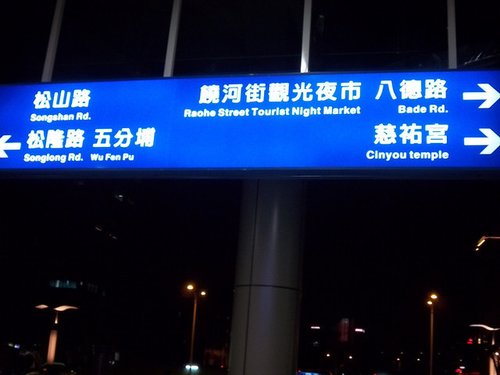 松山路
Songshan Rd.
松隆路 五分埔
Songlong Rd. Wu Fen Pu
饒河街觀光夜市 八德路
Raohe Street Tourist Night Market Bade Rd.
慈祐宮
Cinyou temple